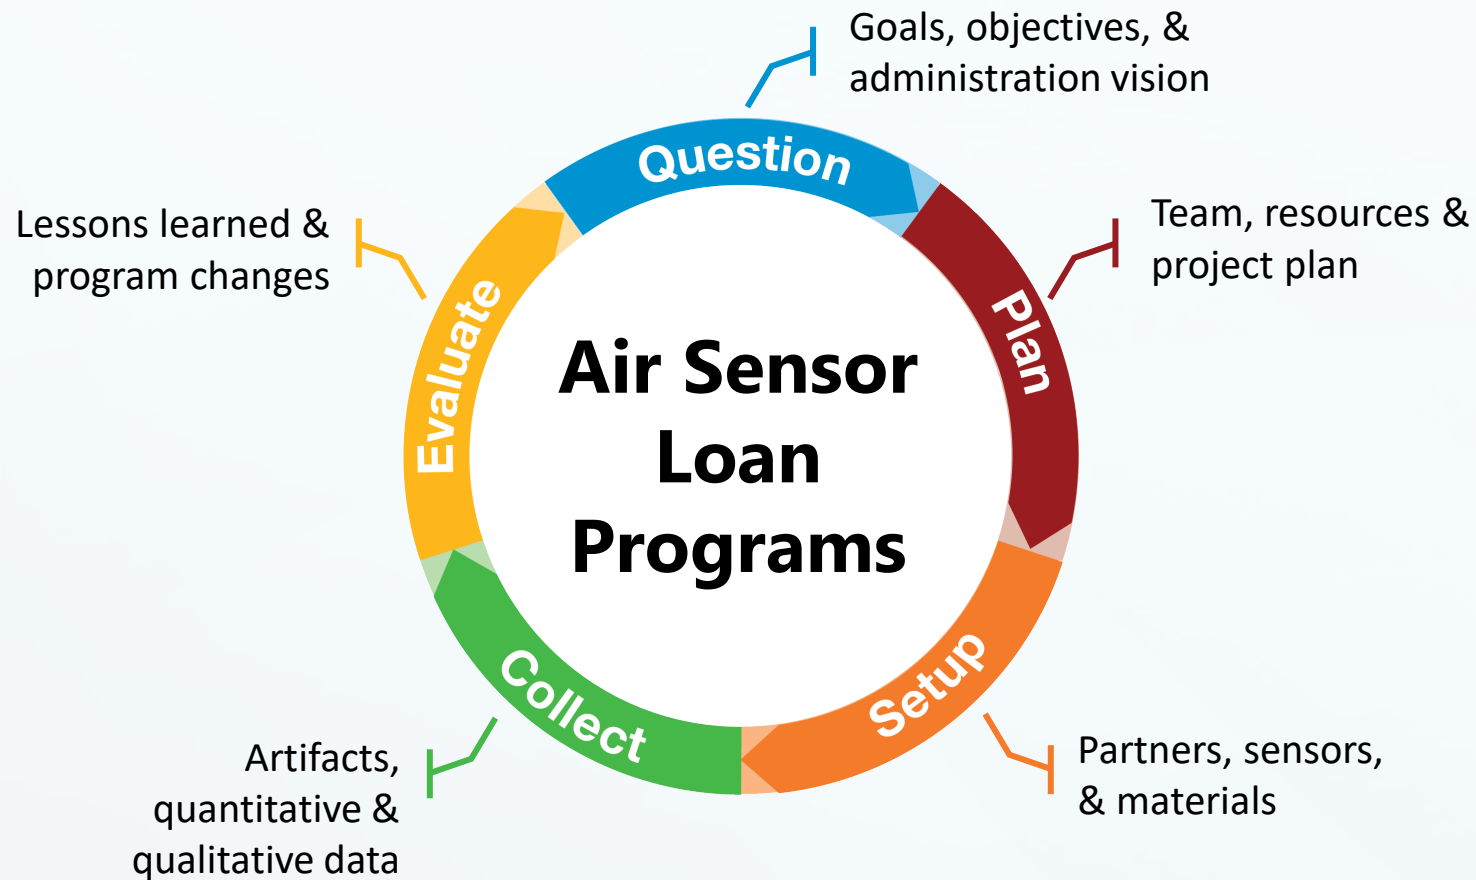 Goals, objectives, &
administration vision
Question
Team, resources &
project plan
Plan
Partners, sensors,
& materials
Setup
Artifacts,
quantitative &
qualitative data
Collect
Lessons learned &
program changes
Evaluate
Air Sensor
Loan
Programs